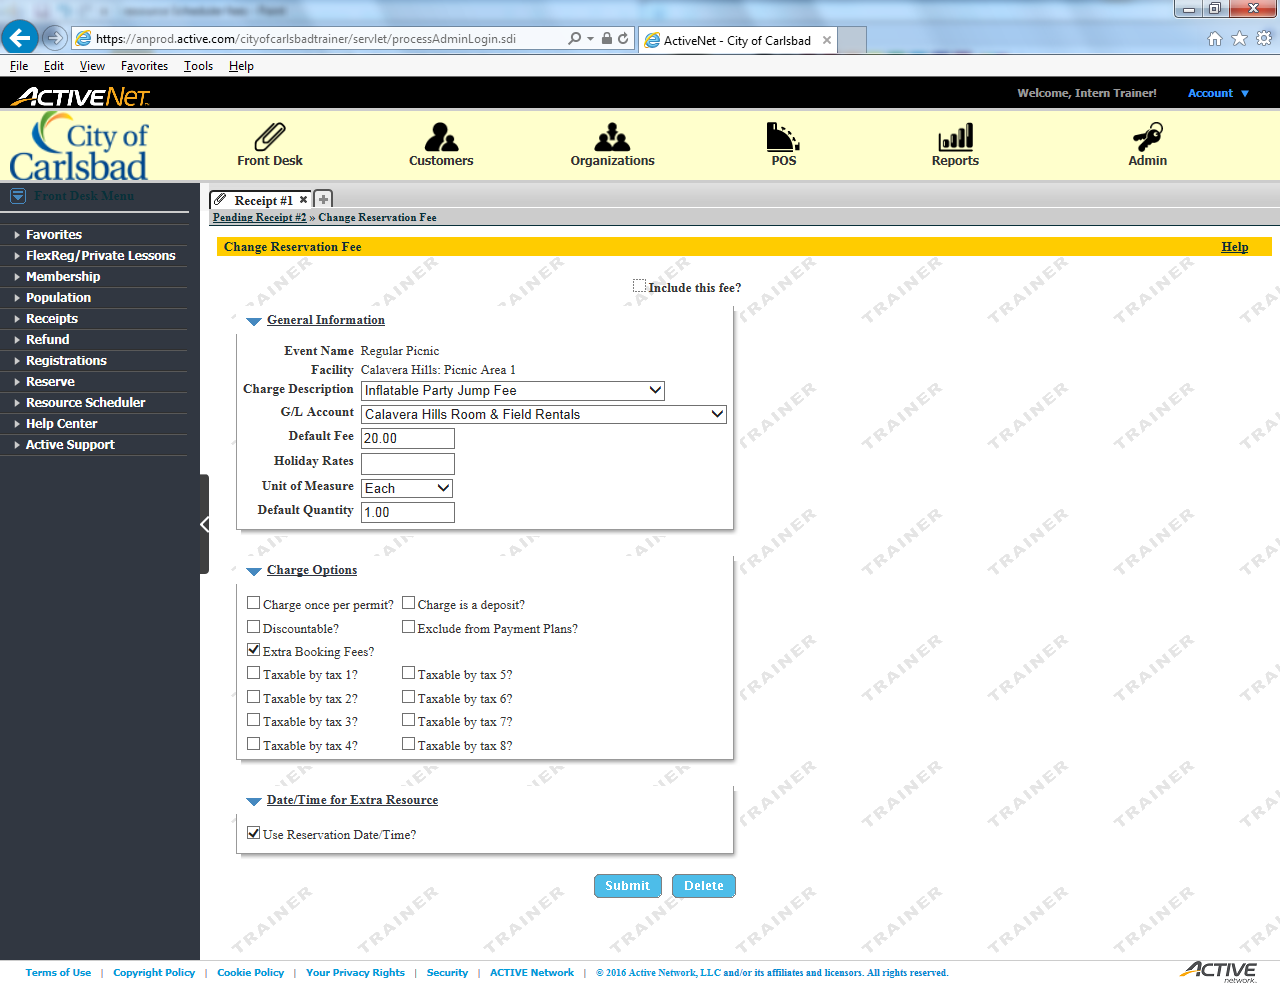 https://anprod.active.com/cityofcarlsbadtrainer/servlet/processAdminLogin.sdi
ActiveNet - City of Carlsbad
File Edit View Favorites Tools Help
ACTIVENET
Welcome, Intern Trainer! Account
City of Carlsbad
Front Desk Customers Organizations POS Reports Admin
Front Desk Menu
Favorites
FlexReg/Private Lessons
Membership
Population
Receipts
Refund
Registrations
Reserve
Resource Scheduler
Help Center
Active Support
Receipt #1
Pending Receipt #2 » Change Reservation Fee
Change Reservation Fee Help
Include this fee?
General Information
Event Name Regular Picnic
Facility Calavera Hills: Picnic Area 1
Charge Description Inflatable Party Jump Fee
G/L Account Calavera Hills Room & Field Rentals
Default Fee 20.00
Holiday Rates
Unit of Measure Each
Default Quantity 1.00
Charge Options
Charge once per permit? Charge is a deposit?
Discountable? Exclude from Payment Plans?
Extra Booking Fees?
Taxable by tax 1? Taxable by tax 5?
Taxable by tax 2? Taxable by tax 6?
Taxable by tax 3? Taxable by tax 7?
Taxable by tax 4? Taxable by tax 8?
Date/Time for Extra Resource
Use Reservation Date/Time?
Submit Delete
TRAINER
Terms of Use | Copyright Policy | Cookie Policy | Your Privacy Rights | Security | ACTIVE Network | © 2016 Active Network, LLC and/or its affiliates and licensors. All rights reserved.
ACTIVE network